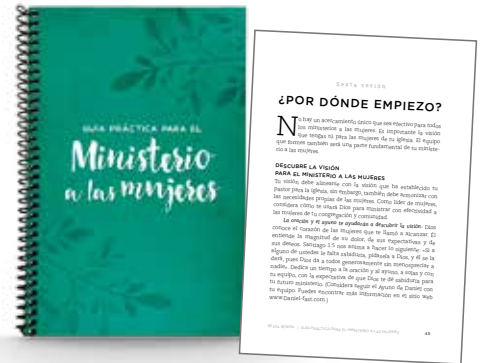 GUÍA PRÁCTICA PARA EL
Ministerio
a las mujeres
Sexta sesión
¿POR DÓNDE EMPIEZO?
No hay un acercamiento único que sea efectivo para todos
los ministerios a las mujeres. Es importante la visión
que tengas tú para las mujeres de tu iglesia. El equipo
que formes también será una parte fundamental de tu ministe-
rio a las mujeres.
DESCUBRE LA VISIÓN
PARA EL MINISTERIO A LAS MUJERES
Tu visión debe alinearse con la visión que ha establecido tu
pastor para la iglesia, sin embargo, también debe armonizar con
las necesidades propias de las mujeres. Como líder de mujeres,
considera cómo te usará Dios para ministrar con efectividad a
las mujeres de tu congregación y comunidad.
La oración y el ayuno te ayudarán a descubrir la visión. Dios
conoce el corazón de las mujeres que te llamó a alcanzar. Él
entiende la magnitud de su dolor, de sus expectativas y de
sus deseos. Santiago 1:5 nos anima a hacer lo siguiente: «Si a
alguno de ustedes le falta sabiduría, pídasela a Dios, y él se la
dará, pues Dios da a todos generosamente sin menospreciar a
nadie». Dedica un tiempo a la oración y al ayuno, a solas y con
tu equipo, con la expectativa de que Dios te dé sabiduría para
tu futuro ministerio. (Considera seguir el Ayuno de Daniel con
tu equipo. Puedes encontrar más información en el sitio web
www.Daniel-fast.com.)
SEXTA SESIÓN | GUÍA PRÁCTICA PARA EL MINISTERIO A LAS MUJERES